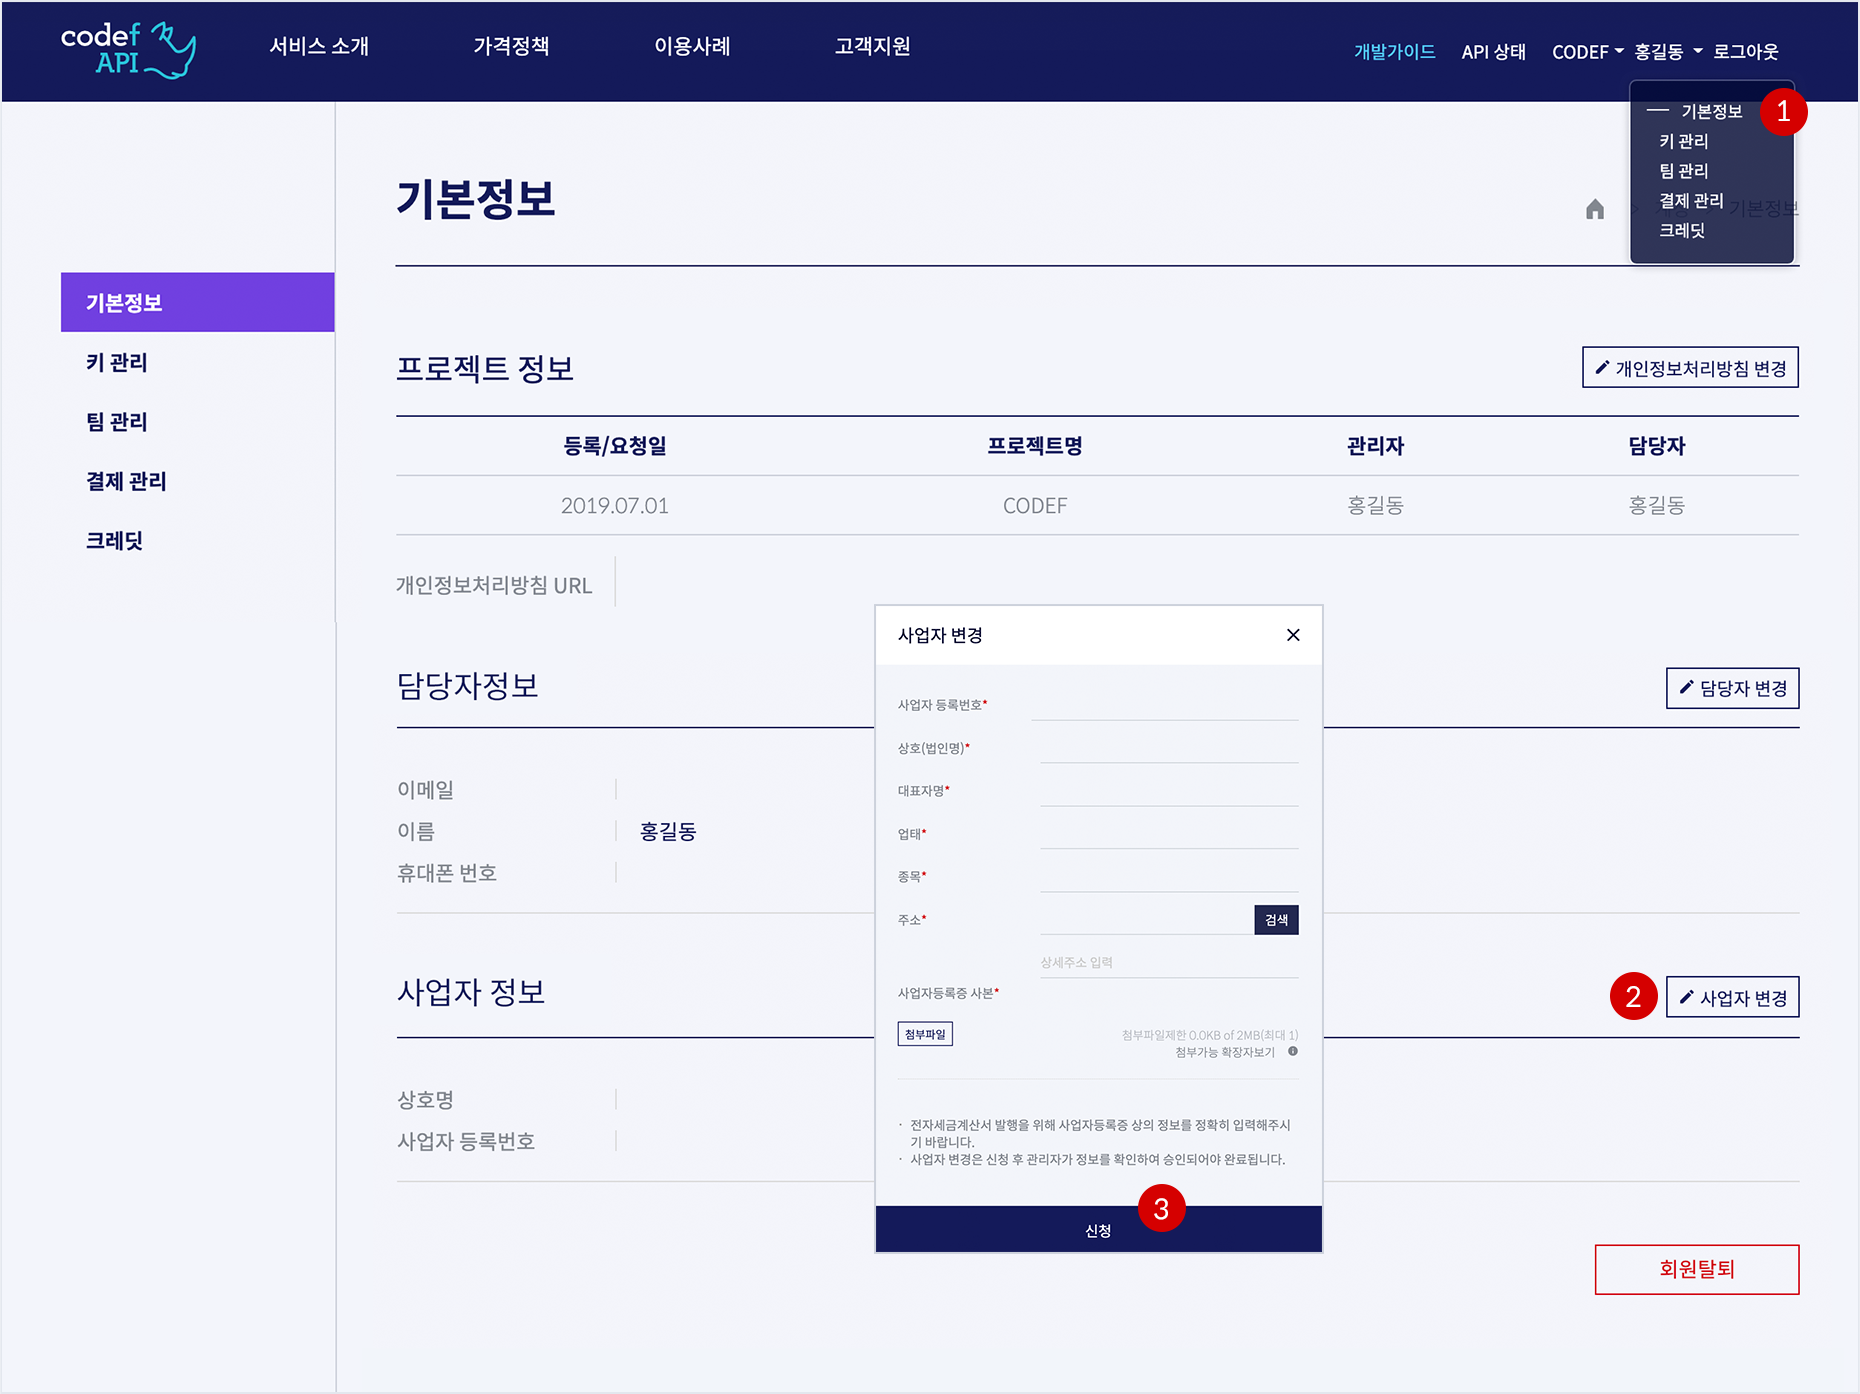 codef
API
서비스 소개
가격정책
이용사례
고객지원
개발가이드
API 상태
CODEF
홍길동
로그아웃
기본정보
1
키 관리
팀 관리
결제 관리
크레딧
기본정보
> 계정 > 기본정보
기본정보
키 관리
팀 관리
결제 관리
크레딧
프로젝트 정보
개인정보처리방침 변경
등록/요청일 프로젝트명 관리자 담당자
2019.07.01 CODEF 홍길동 홍길동
개인정보처리방침 URL
담당자정보
담당자 변경
이메일
이름 홍길동
휴대폰 번호
사업자 정보
2
사업자 변경
상호명
사업자 등록번호
사업자 변경
사업자 등록번호*
상호(법인명)*
대표자명*
업태*
종목*
주소*
검색
상세주소 입력
사업자등록증 사본*
첨부파일
첨부파일제한 0.0KB of 2MB(최대 1)
첨부가능 확장자보기
· 전자세금계산서 발행을 위해 사업자등록증 상의 정보를 정확히 입력해주시
기 바랍니다.
· 사업자 변경은 신청 후 관리자가 정보를 확인하여 승인되어야 완료됩니다.
3
신청
회원탈퇴